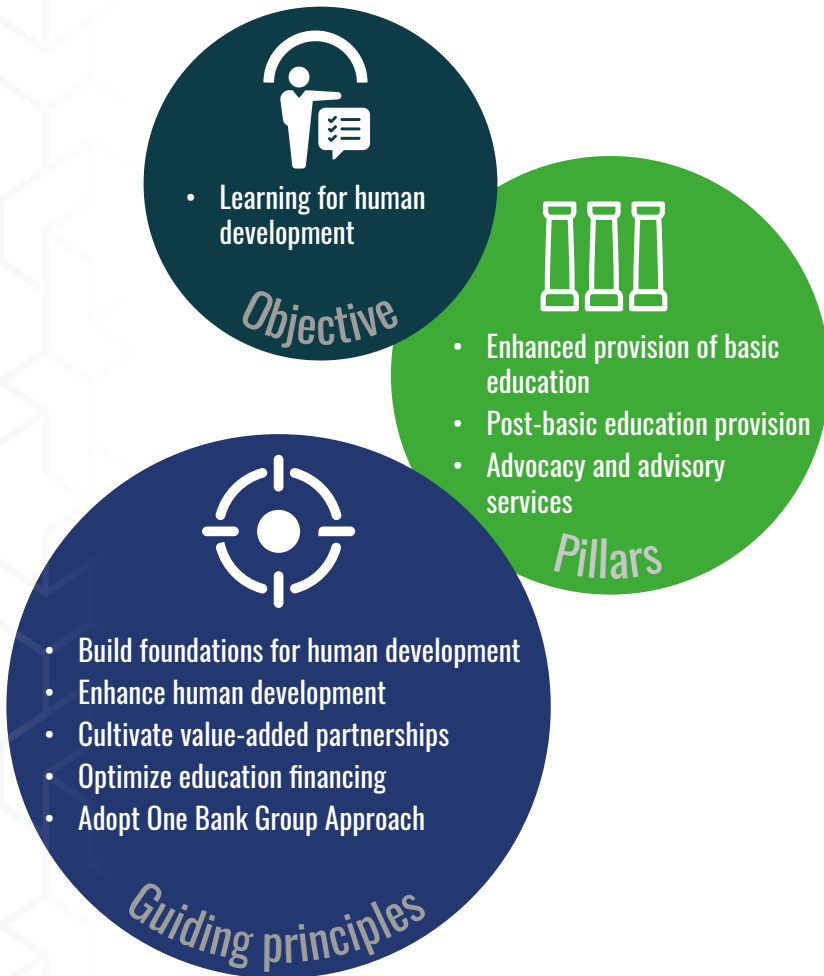 • Learning for human
development
Objective
• Enhanced provision of basic
education
• Post-basic education provision
• Advocacy and advisory
services
Pillars
• Build foundations for human development
• Enhance human development
• Cultivate value-added partnerships
• Optimize education financing
• Adopt One Bank Group Approach
Guiding principles